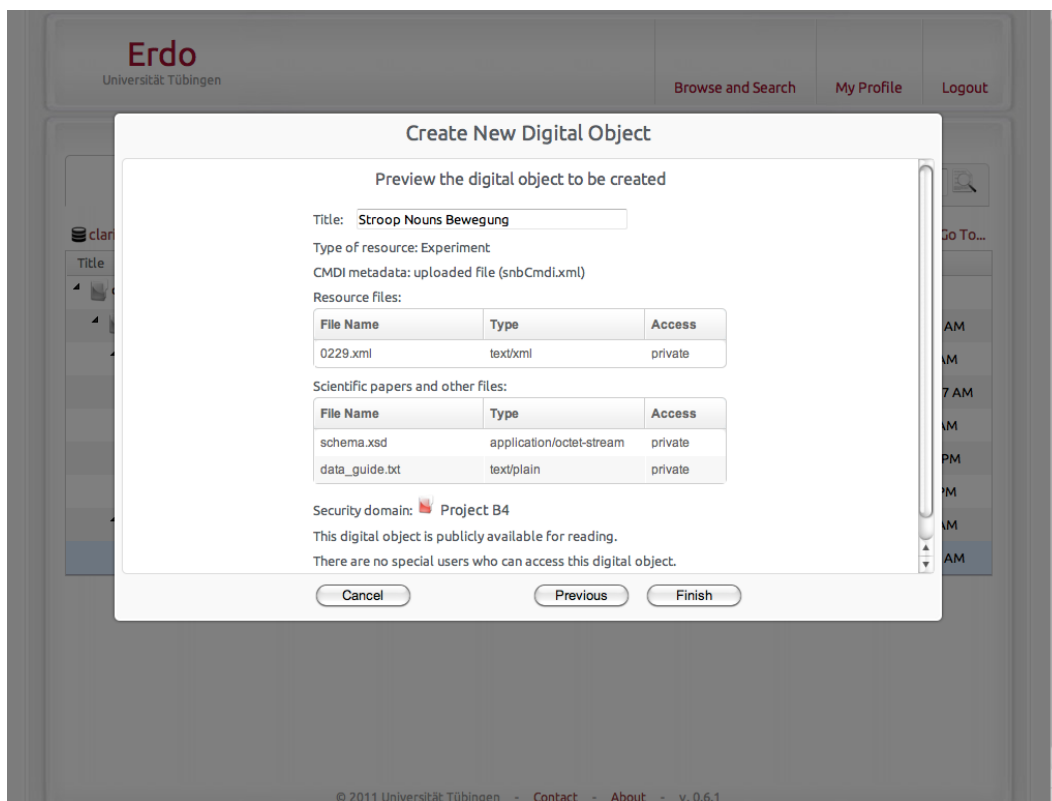 Erdo
Universität Tübingen
Browse and Search My Profile Logout
Create New Digital Object
Preview the digital object to be created
Title: Stroop Nouns Bewegung
Type of resource: Experiment
CMDI metadata: uploaded file (snbCmdi.xml)
Resource files:
File Name Type Access
0229.xml text/xml private
Scientific papers and other files:
File Name Type Access
schema.xsd application/octet-stream private
data_guide.txt text/plain private
Security domain: Project B4
This digital object is publicly available for reading.
There are no special users who can access this digital object.
Cancel Previous Finish
clar
Go To...
Title
AM
AM
7 AM
AM
PM
PM
AM
AM
© 2011 Universität Tübingen - Contact - About - v. 0.6.1